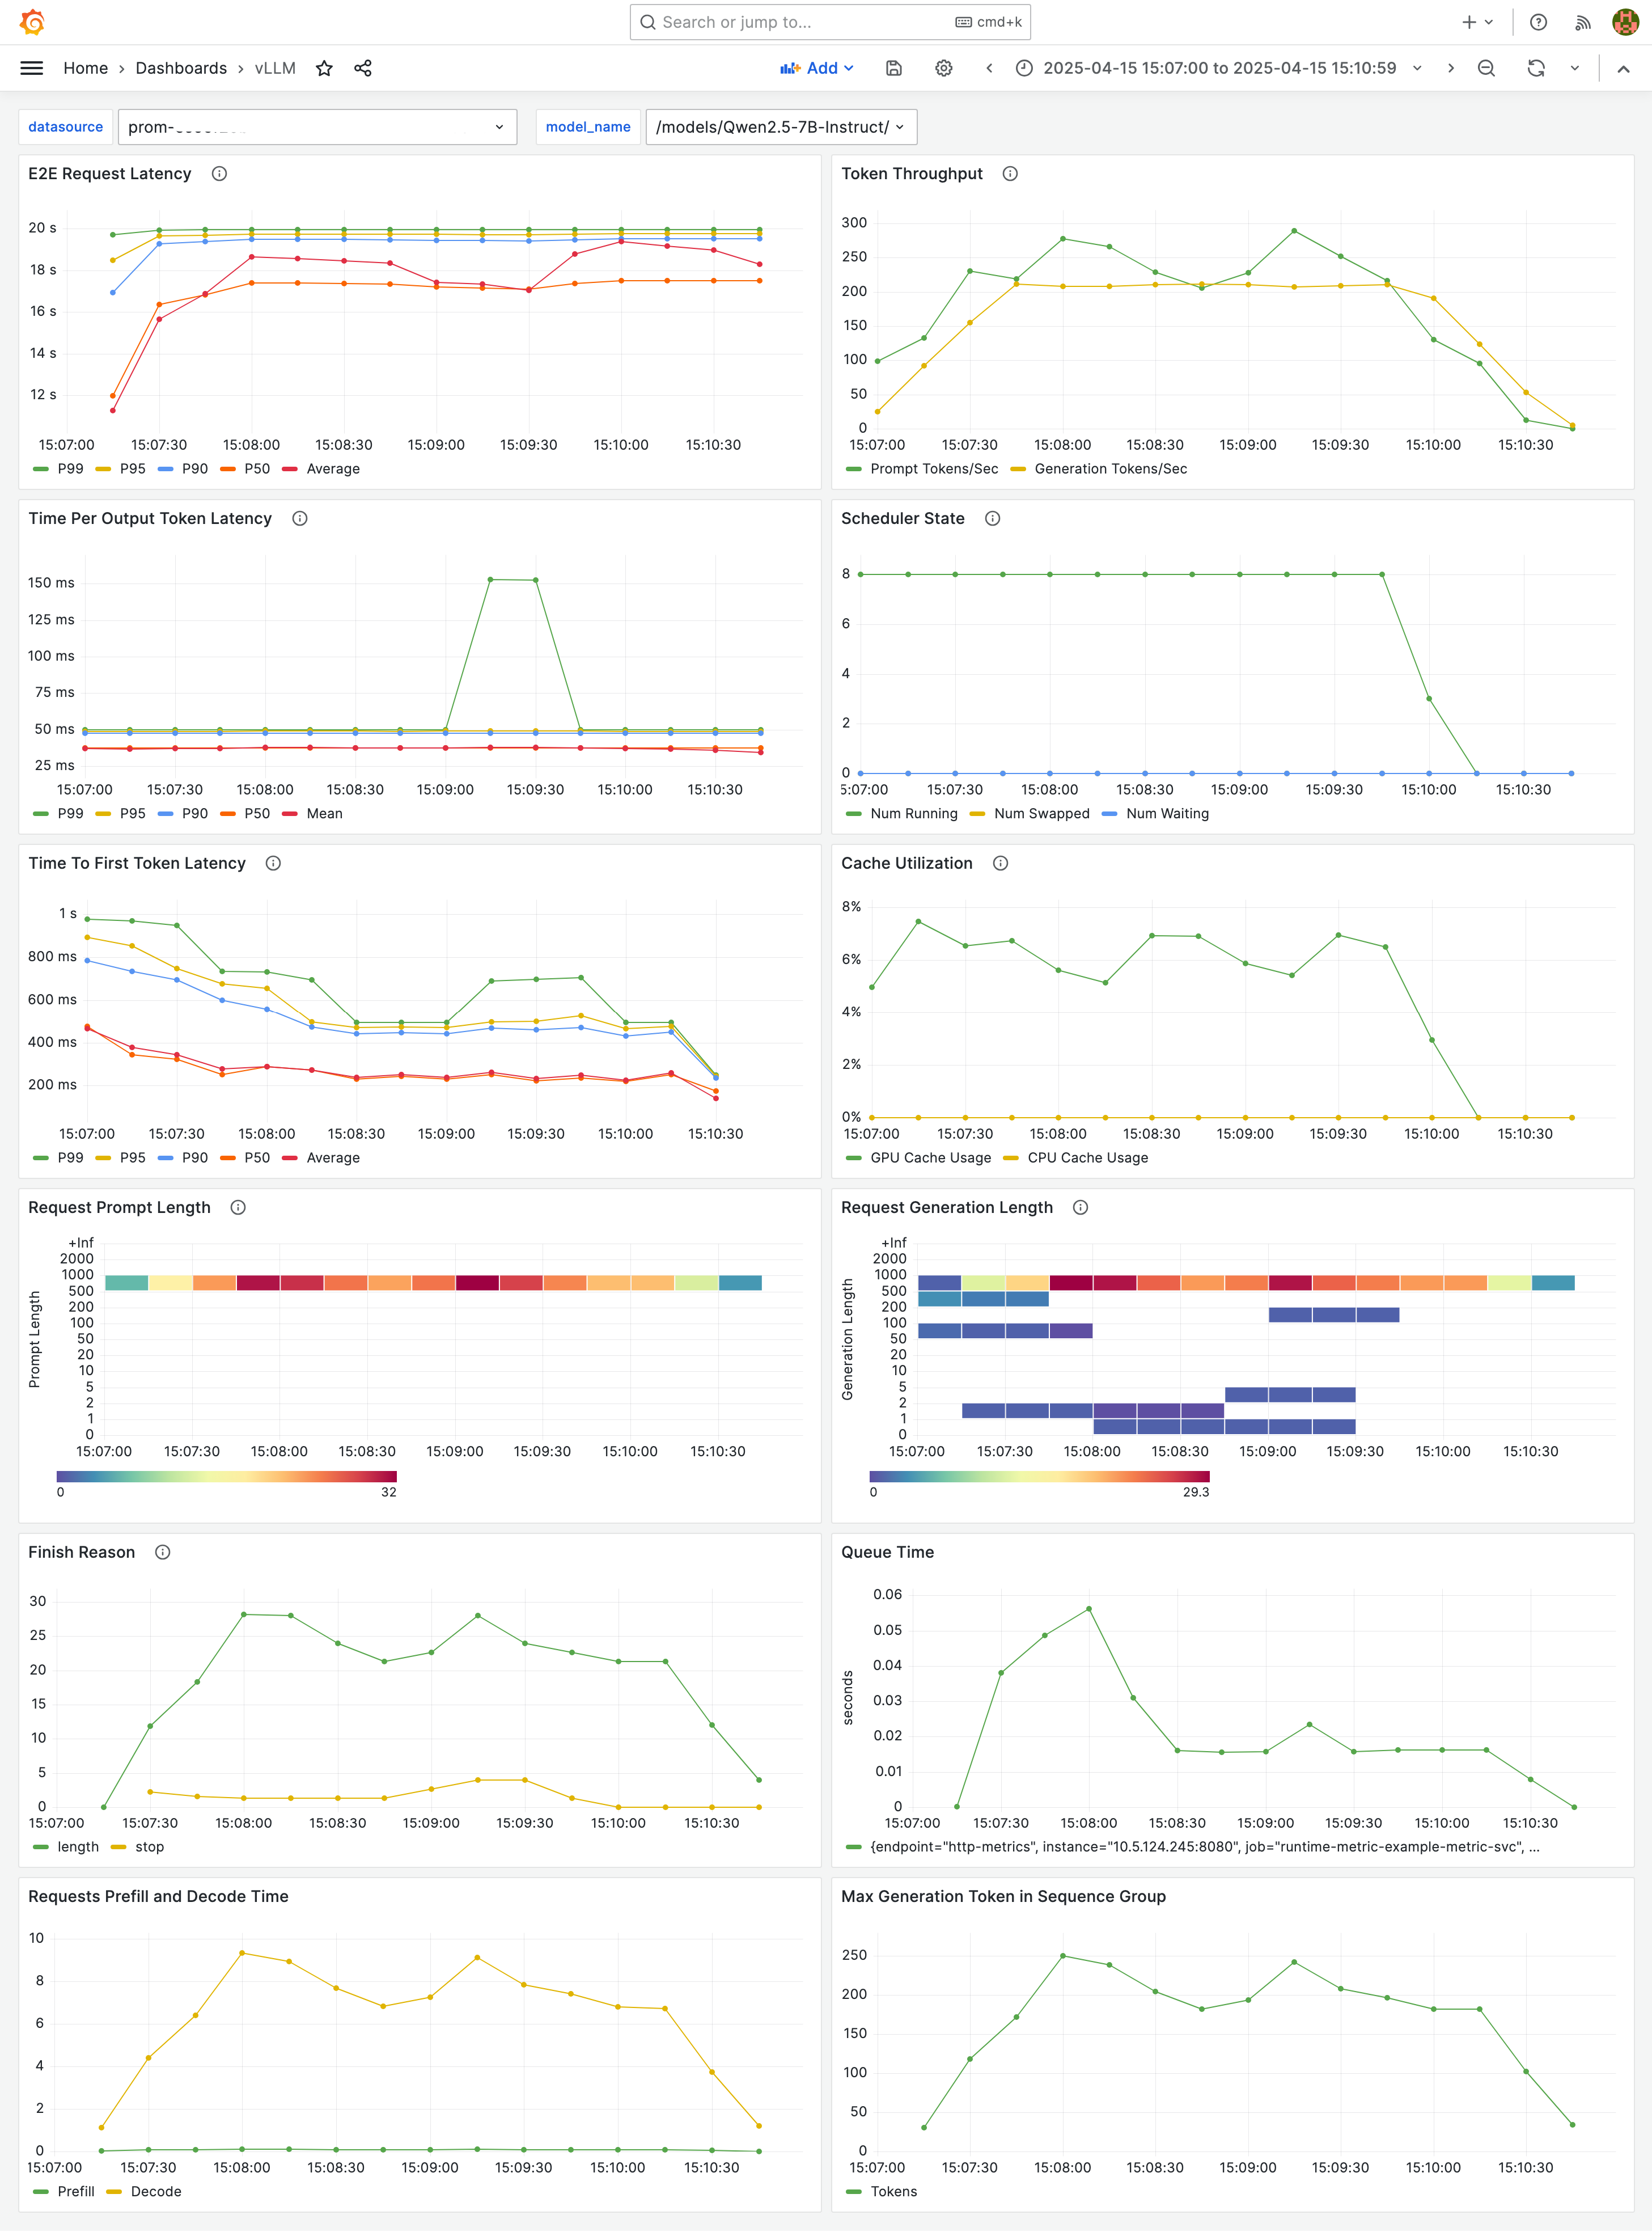 Search or jump to... cmd+k
Home › Dashboards › vLLM Add 2025-04-15 15:07:00 to 2025-04-15 15:10:59
datasource prom- model_name /models/Qwen2.5-7B-Instruct/
E2E Request Latency
20 s
18 s
16 s
14 s
12 s
15:07:00 15:07:30 15:08:00 15:08:30 15:09:00 15:09:30 15:10:00 15:10:30
P99 P95 P90 P50 Average
Token Throughput
300
250
200
150
100
50
0
15:07:00 15:07:30 15:08:00 15:08:30 15:09:00 15:09:30 15:10:00 15:10:30
Prompt Tokens/Sec Generation Tokens/Sec
Time Per Output Token Latency
150 ms
125 ms
100 ms
75 ms
50 ms
25 ms
15:07:00 15:07:30 15:08:00 15:08:30 15:09:00 15:09:30 15:10:00 15:10:30
P99 P95 P90 P50 Mean
Scheduler State
8
6
4
2
0
5:07:00 15:07:30 15:08:00 15:08:30 15:09:00 15:09:30 15:10:00 15:10:30
Num Running Num Swapped Num Waiting
Time To First Token Latency
1 s
800 ms
600 ms
400 ms
200 ms
15:07:00 15:07:30 15:08:00 15:08:30 15:09:00 15:09:30 15:10:00 15:10:30
P99 P95 P90 P50 Average
Cache Utilization
8%
6%
4%
2%
0%
15:07:00 15:07:30 15:08:00 15:08:30 15:09:00 15:09:30 15:10:00 15:10:30
GPU Cache Usage CPU Cache Usage
Request Prompt Length
Prompt Length
+Inf
2000
1000
500
200
100
50
20
10
5
2
1
0
15:07:00 15:07:30 15:08:00 15:08:30 15:09:00 15:09:30 15:10:00 15:10:30
0 32
Request Generation Length
Generation Length
+Inf
2000
1000
500
200
100
50
20
10
5
2
1
0
15:07:00 15:07:30 15:08:00 15:08:30 15:09:00 15:09:30 15:10:00 15:10:30
0 29.3
Finish Reason
30
25
20
15
10
5
0
15:07:00 15:07:30 15:08:00 15:08:30 15:09:00 15:09:30 15:10:00 15:10:30
length stop
Queue Time
seconds
0.06
0.05
0.04
0.03
0.02
0.01
0
15:07:00 15:07:30 15:08:00 15:08:30 15:09:00 15:09:30 15:10:00 15:10:30
{endpoint="http-metrics", instance="10.5.124.245:8080", job="runtime-metric-example-metric-svc", ...
Requests Prefill and Decode Time
10
8
6
4
2
0
15:07:00 15:07:30 15:08:00 15:08:30 15:09:00 15:09:30 15:10:00 15:10:30
Prefill Decode
Max Generation Token in Sequence Group
250
200
150
100
50
0
15:07:00 15:07:30 15:08:00 15:08:30 15:09:00 15:09:30 15:10:00 15:10:30
Tokens